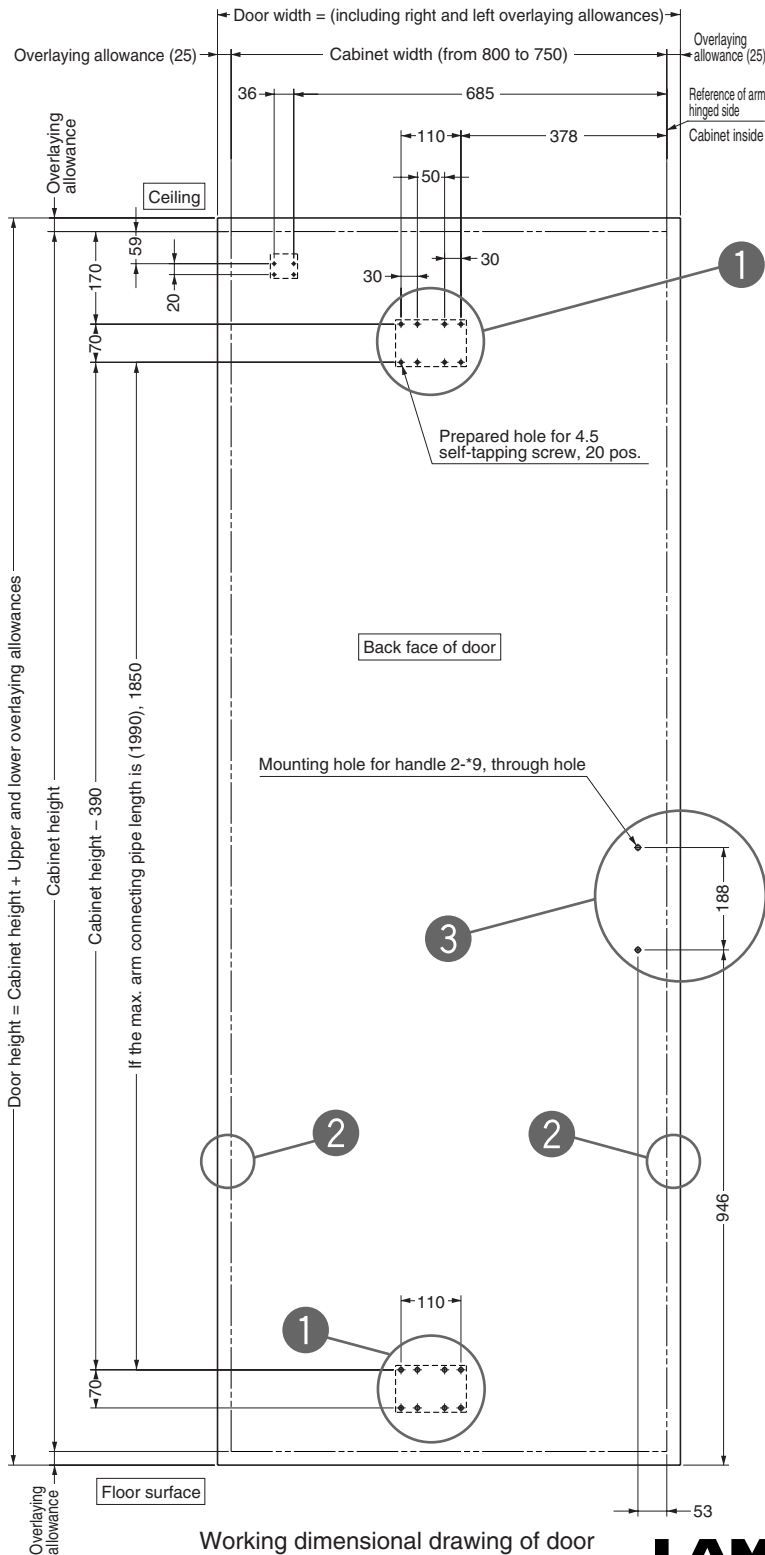 Door width = (including right and left overlaying allowances)
Overlaying allowance (25)
Cabinet width (from 800 to 750)
Overlaying
allowance (25)
36
685
Reference of arm
hinged side
110
378
Cabinet inside
Overlaying
allowance
Ceiling
50
59
170
20
30
30
1
70
Prepared hole for 4.5
self-tapping screw, 20 pos.
Door height = Cabinet height + Upper and lower overlaying allowances
Cabinet height
Cabinet height – 390
If the max. arm connecting pipe length is (1990), 1850
Back face of door
Mounting hole for handle 2-*9, through hole
188
3
2
2
946
110
1
70
Floor surface
Overlaying
allowance
53
Working dimensional drawing of door